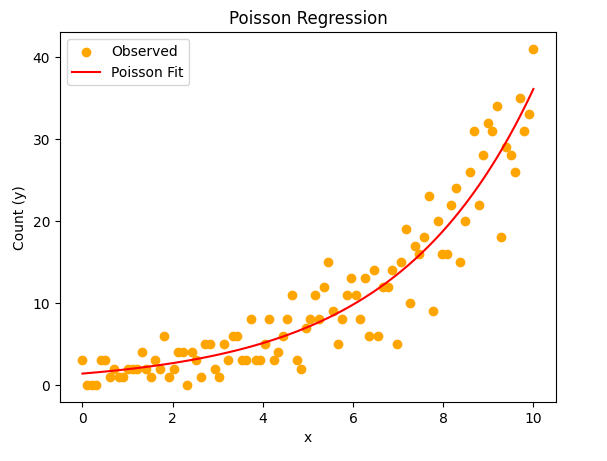 Poisson Regression
Observed
Poisson Fit
Count (y)
40
30
20
10
0
0 2 4 6 8 10
x